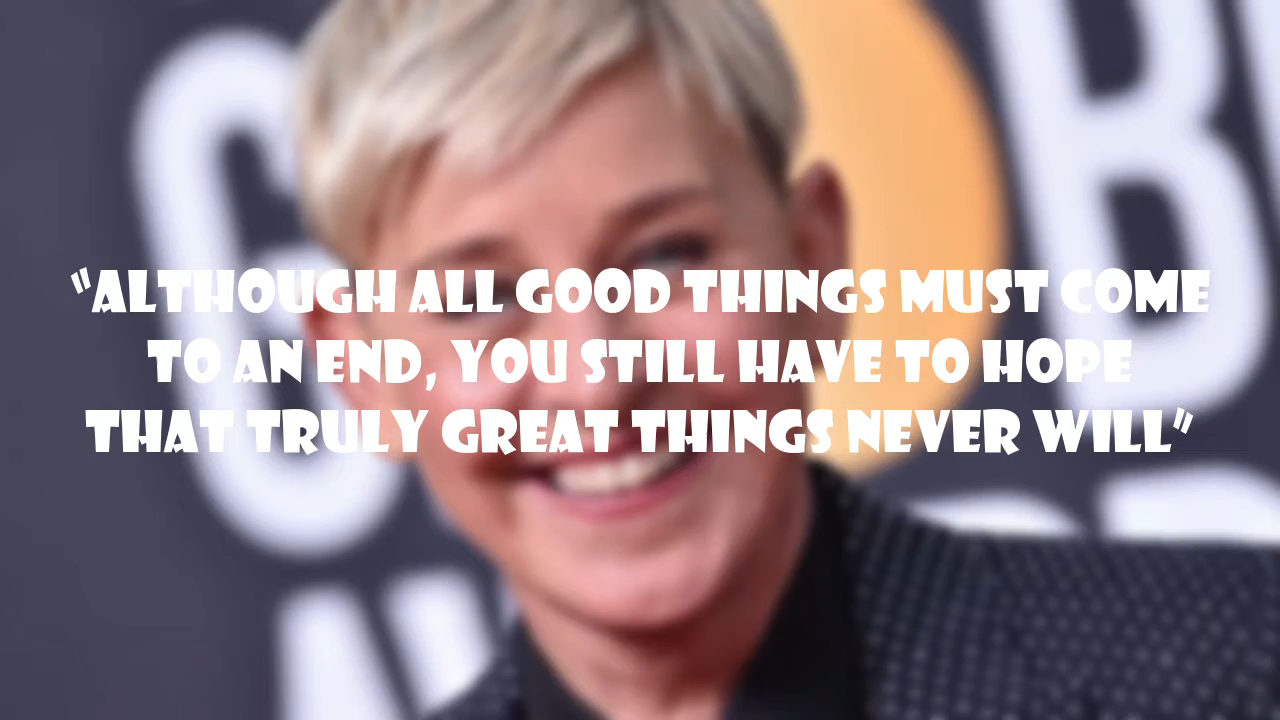 "ALTHOUGH ALL GOOD THINGS MUST COME
TO AN END, YOU STILL HAVE TO HOPE
THAT TRULY GREAT THINGS NEVER WILL"